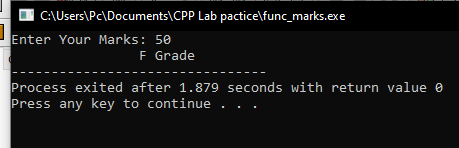 C:\Users\Pc\Documents\CPP Lab pactice\func_marks.exe
Enter Your Marks: 50
F Grade
--------------------------------
Process exited after 1.879 seconds with return value 0
Press any key to continue . . .